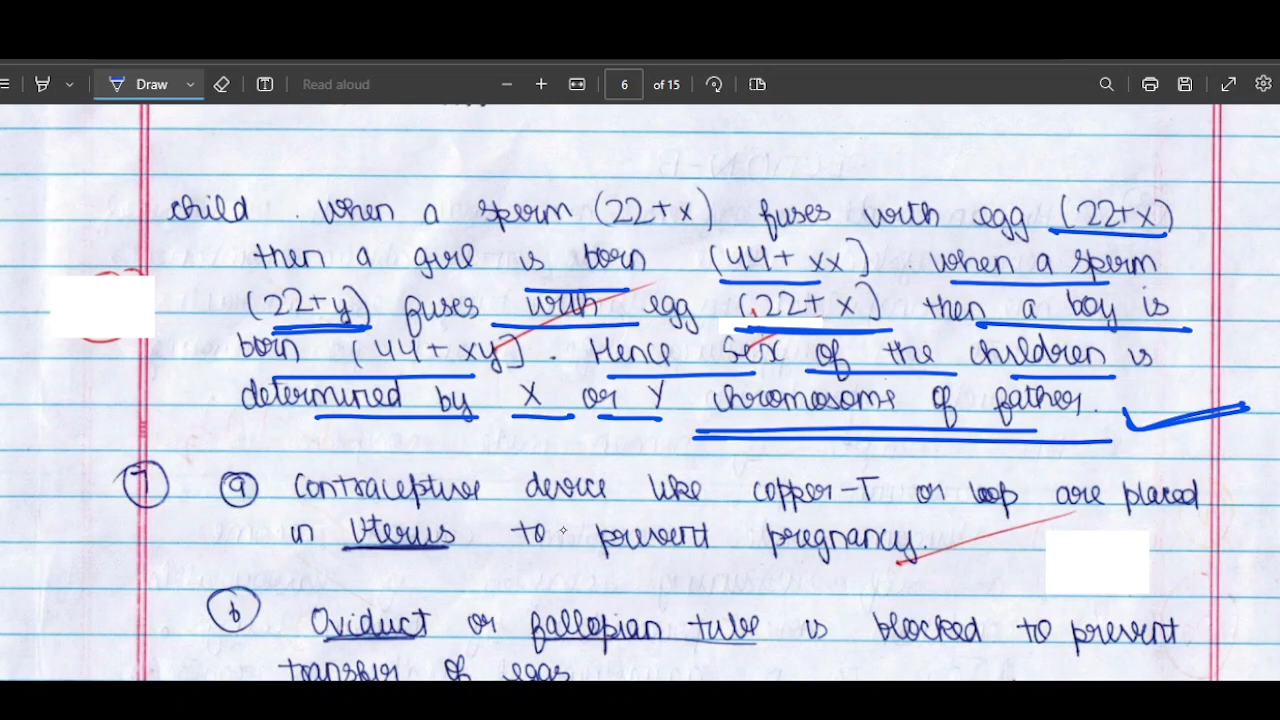 Draw
Read aloud
6 of 15
child. When a sperm (22+x) fuses with egg (22+x)
then a girl is born (44+ xx). When a sperm
(22+y) fuses with egg (22+ x) then a boy is
born (44+xy). Hence sex of the children is
determined by X or Y chromosome of father.
7 a Contraceptive device like copper-T or loop are placed
in Uterus to prevent pregnancy.
b Oviduct or fallopian tube is blocked to prevent
transfer of eggs